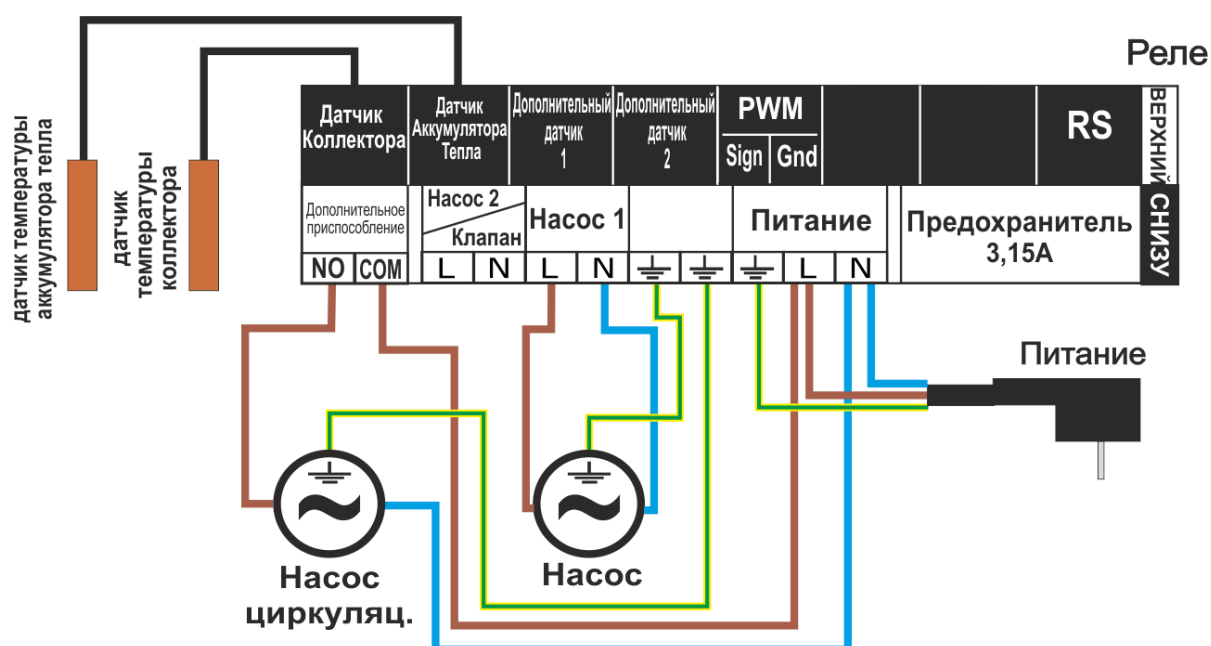 Реле
датчик температуры
аккумулятора тепла
датчик
температуры
коллектора
Датчик
Коллектора
Датчик
Аккумулятора
Тепла
Дополнительный
датчик
1
Дополнительный
датчик
2
PWM
Sign Gnd
RS
ВЕРХНИЙ
Дополнительное
приспособление
NO COM
Насос 2
Клапан
L N
Насос 1
L N
Питание
L N
Предохранитель
3,15А
СНИЗУ
Питание
Насос
циркуляц.
Насос